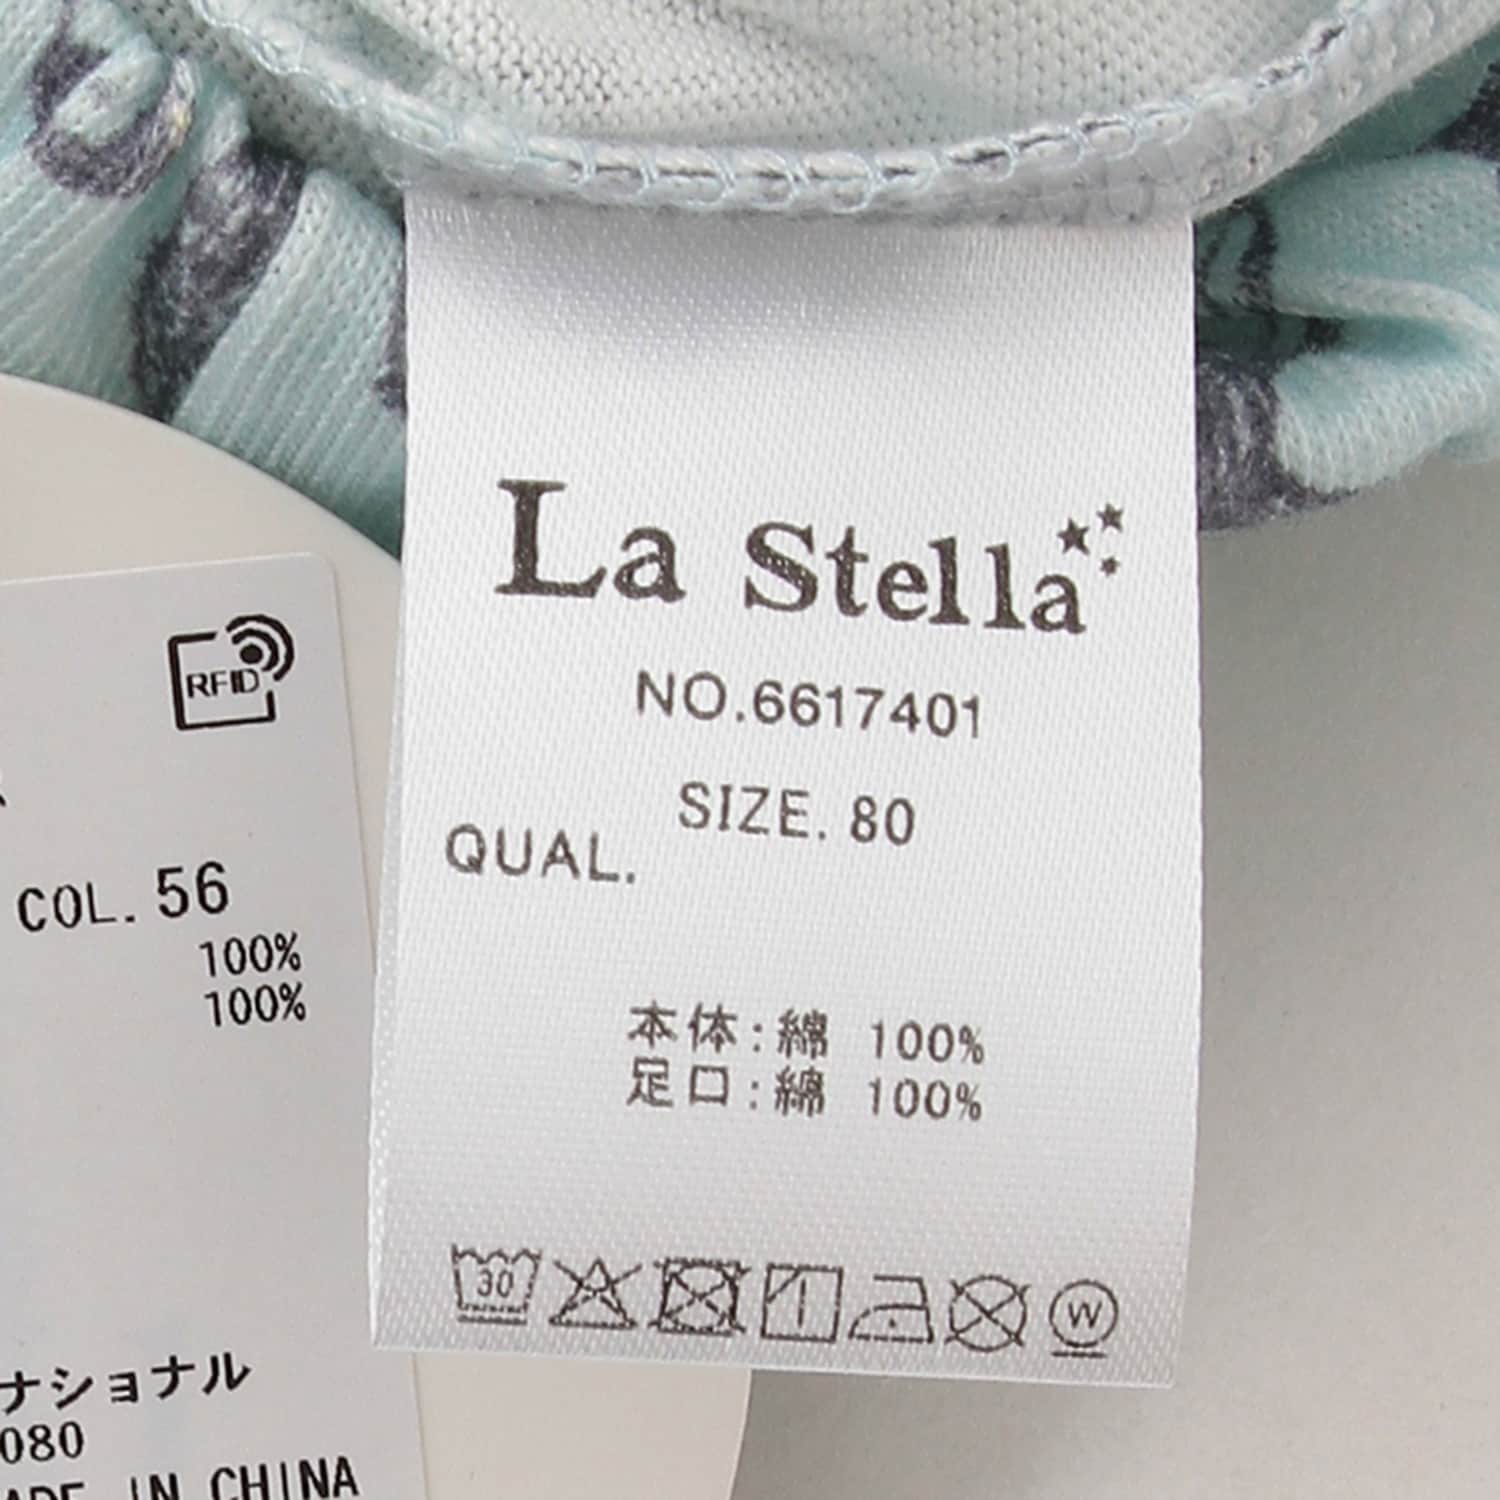 La Stella
NO.6617401
SIZE. 80
QUAL.
本体:綿 100%
足口:綿 100%
30
W
RFID
COL. 56
100%
100%
ナショナル
080
IN CHINA